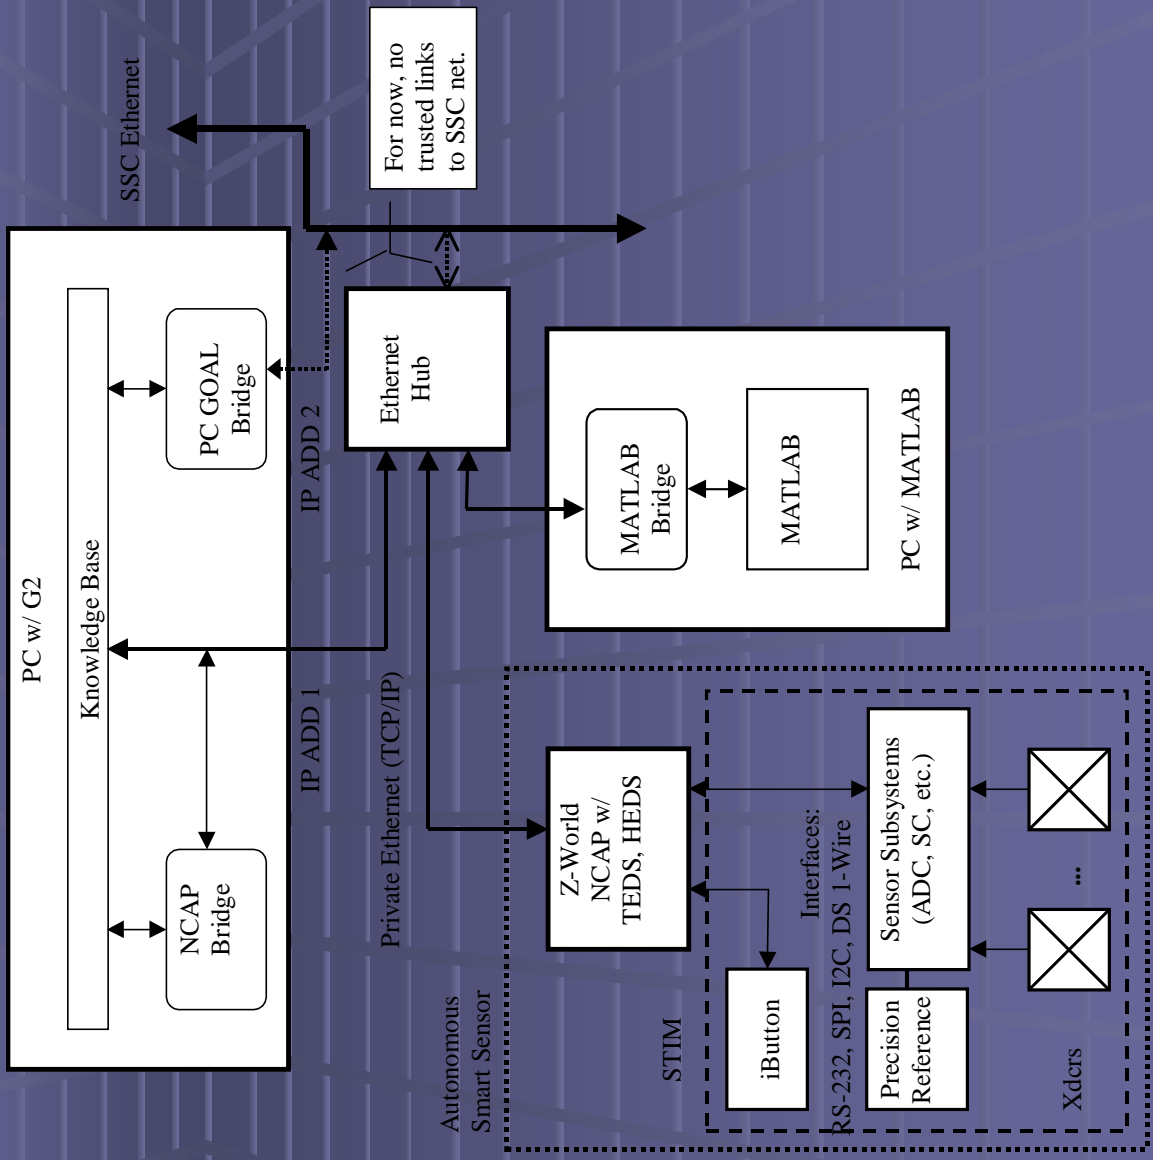 PC w/ G2
Knowledge Base
NCAP
Bridge
PC GOAL
Bridge
SSC Ethernet
IP ADD 1
IP ADD 2
For now, no
trusted links
to SSC net.
Private Ethernet (TCP/IP)
Ethernet
Hub
Autonomous
Smart Sensor
Z-World
NCAP w/
TEDS, HEDS
MATLAB
Bridge
MATLAB
PC w/ MATLAB
STIM
iButton
Interfaces:
RS-232, SPI, I2C, DS 1-Wire
Precision
Reference
Sensor Subsystems
(ADC, SC, etc.)
Xdcrs
...